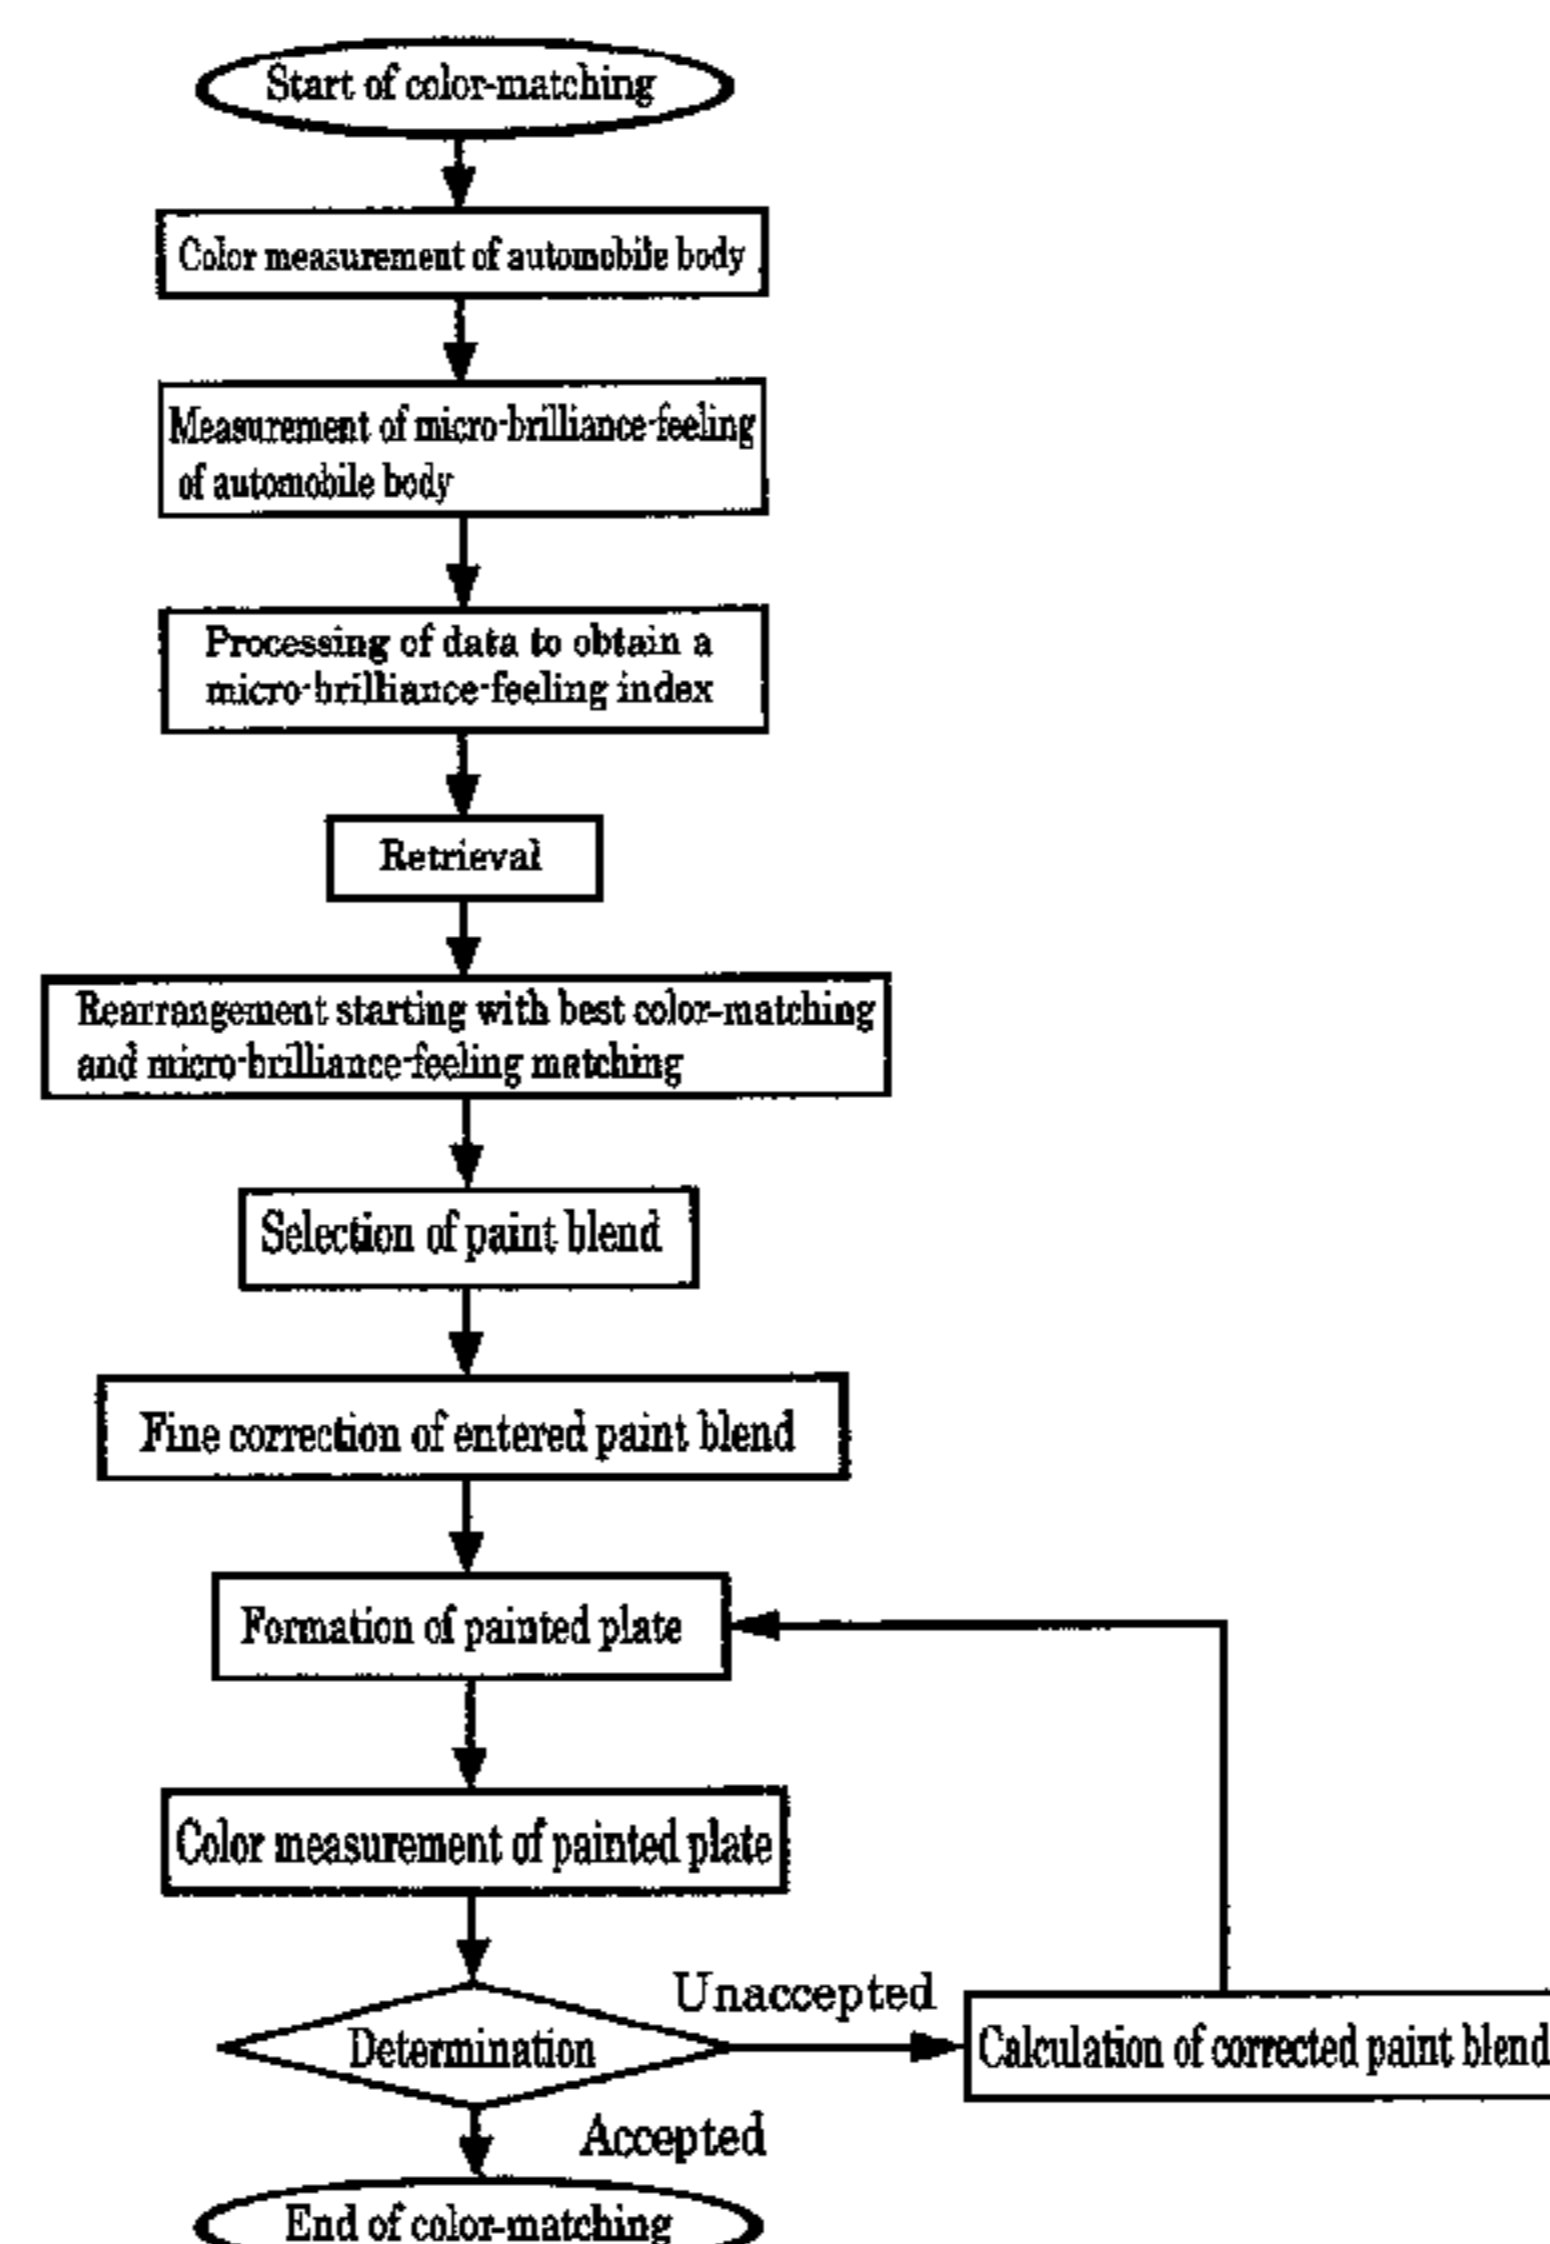 Start of color-matching
Color measurement of automobile body
Measurement of micro-brilliance-feeling
of automobile body
Processing of data to obtain a
micro-brilliance-feeling index
Retrieval
Rearrangement starting with best color-matching
and micro-brilliance-feeling matching
Selection of paint blend
Fine correction of entered paint blend
Formation of painted plate
Color measurement of painted plate
Unaccepted
Determination
Calculation of corrected paint blend
Accepted
End of color-matching